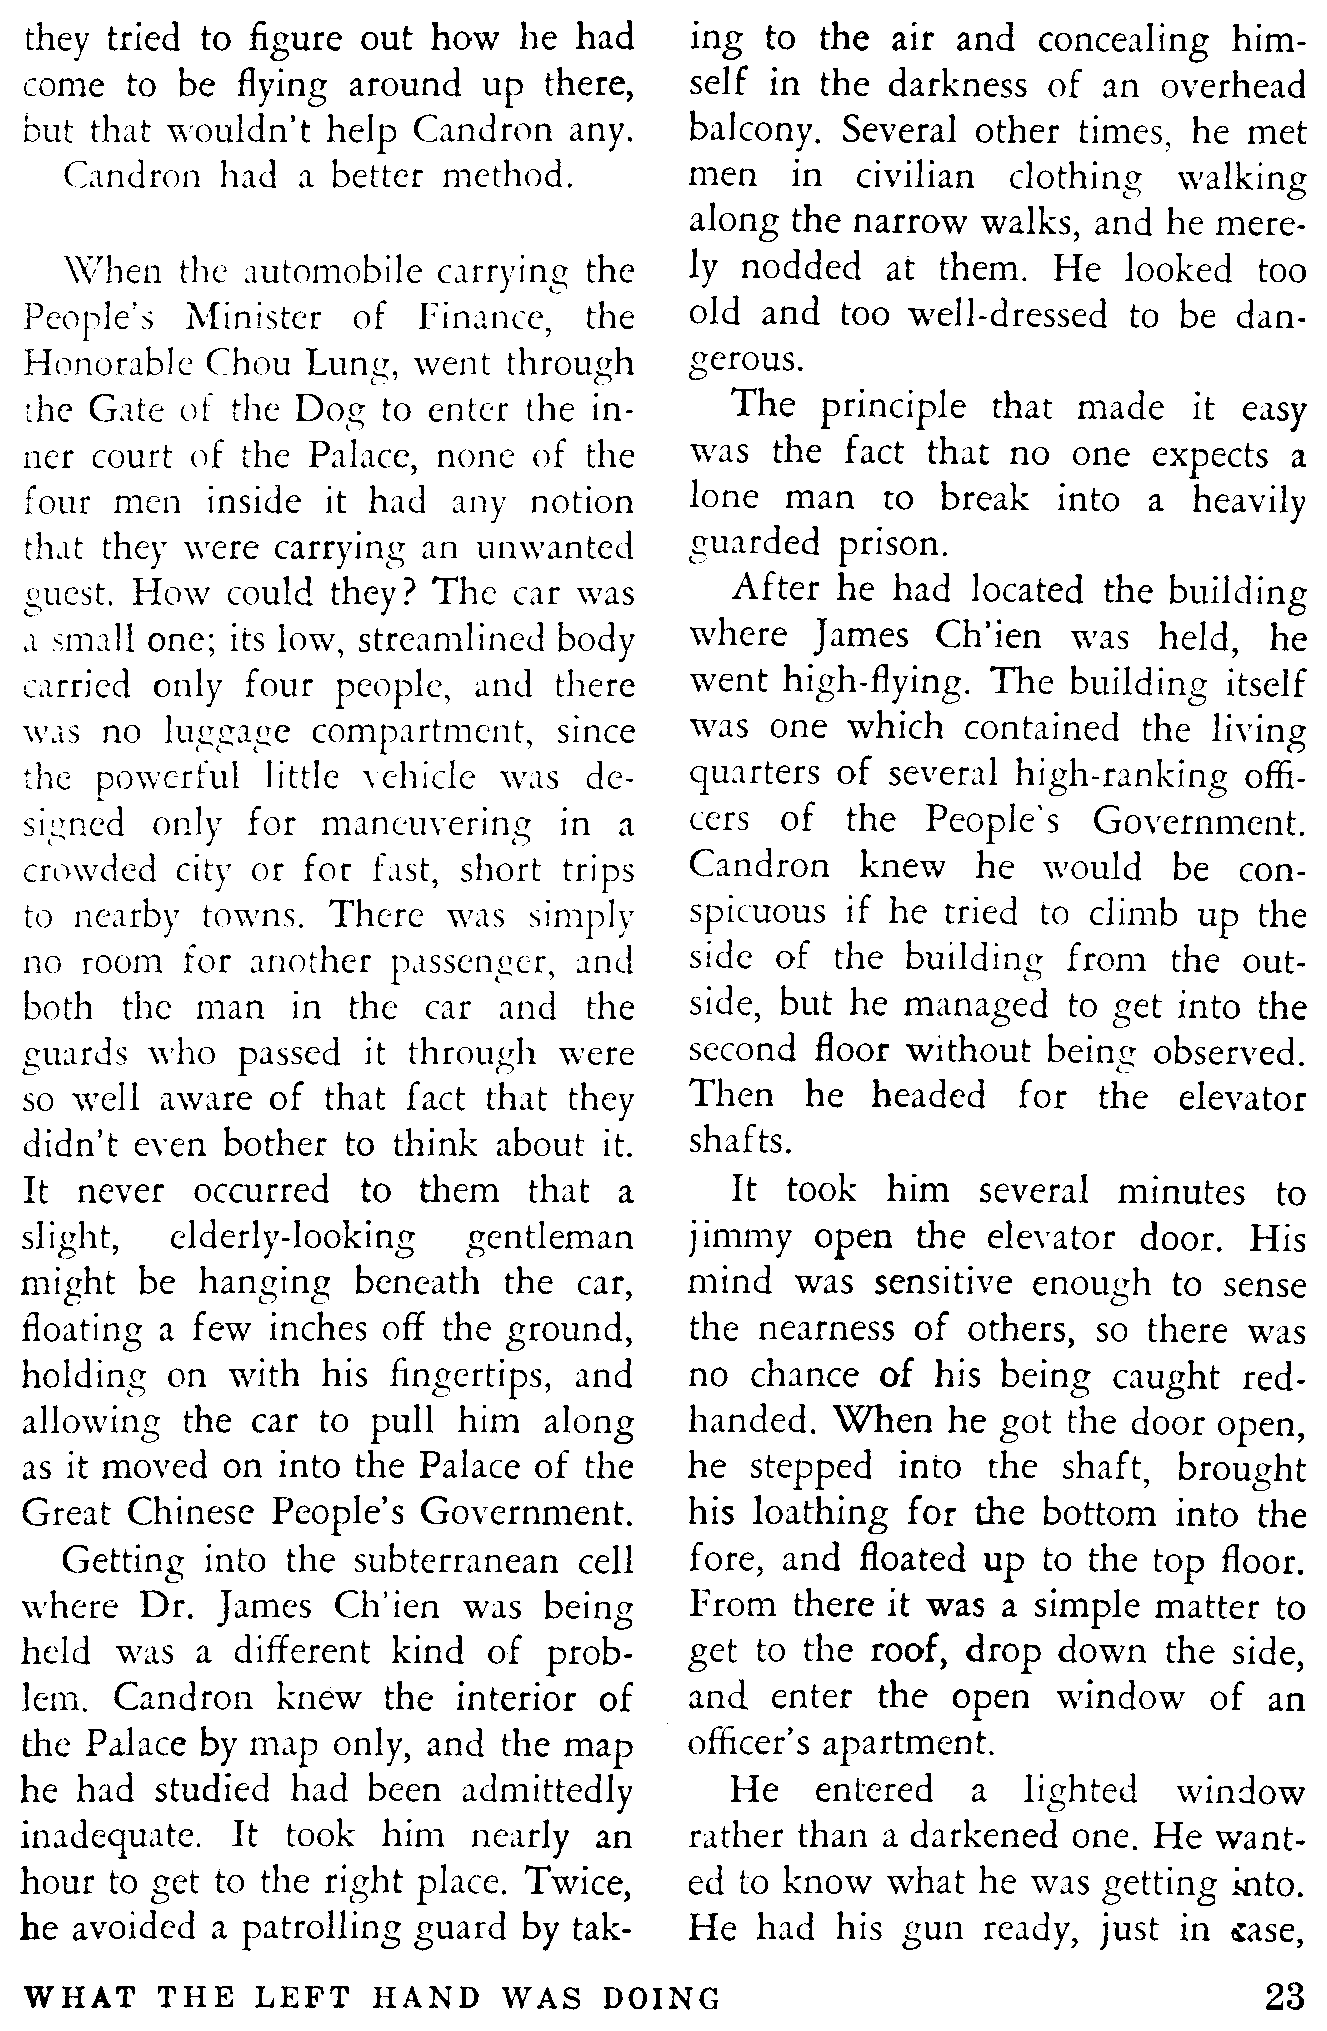 they tried to figure out how he had
come to be flying around up there,
but that wouldn't help Candron any.
Candron had a better method.
When the automobile carrying the
People's Minister of Finance, the
Honorable Chou Lung, went through
the Gate of the Dog to enter the in-
ner court of the Palace, none of the
four men inside it had any notion
that they were carrying an unwanted
guest. How could they? The car was
a small one; its low, streamlined body
carried only four people, and there
was no luggage compartment, since
the powerful little vehicle was de-
signed only for maneuvering in a
crowded city or for fast, short trips
to nearby towns. There was simply
no room for another passenger, and
both the man in the car and the
guards who passed it through were
so well aware of that fact that they
didn't even bother to think about it.
It never occurred to them that a
slight, elderly-looking gentleman
might be hanging beneath the car,
floating a few inches off the ground,
holding on with his fingertips, and
allowing the car to pull him along
as it moved on into the Palace of the
Great Chinese People's Government.
Getting into the subterranean cell
where Dr. James Ch'ien was being
held was a different kind of prob-
lem. Candron knew the interior of
the Palace by map only, and the map
he had studied had been admittedly
inadequate. It took him nearly an
hour to get to the right place. Twice,
he avoided a patrolling guard by tak-
ing to the air and concealing him-
self in the darkness of an overhead
balcony. Several other times, he met
men in civilian clothing walking
along the narrow walks, and he mere-
ly nodded at them. He looked too
old and too well-dressed to be dan-
gerous.
The principle that made it easy
was the fact that no one expects a
lone man to break into a heavily
guarded prison.
After he had located the building
where James Ch'ien was held, he
went high-flying. The building itself
was one which contained the living
quarters of several high-ranking offi-
cers of the People's Government.
Candron knew he would be con-
spicuous if he tried to climb up the
side of the building from the out-
side, but he managed to get into the
second floor without being observed.
Then he headed for the elevator
shafts.
It took him several minutes to
jimmy open the elevator door. His
mind was sensitive enough to sense
the nearness of others, so there was
no chance of his being caught red-
handed. When he got the door open,
he stepped into the shaft, brought
his loathing for the bottom into the
fore, and floated up to the top floor.
From there it was a simple matter to
get to the roof, drop down the side,
and enter the open window of an
officer's apartment.
He entered a lighted window
rather than a darkened one. He want-
ed to know what he was getting into.
He had his gun ready, just in case,
WHAT THE LEFT HAND WAS DOING 23